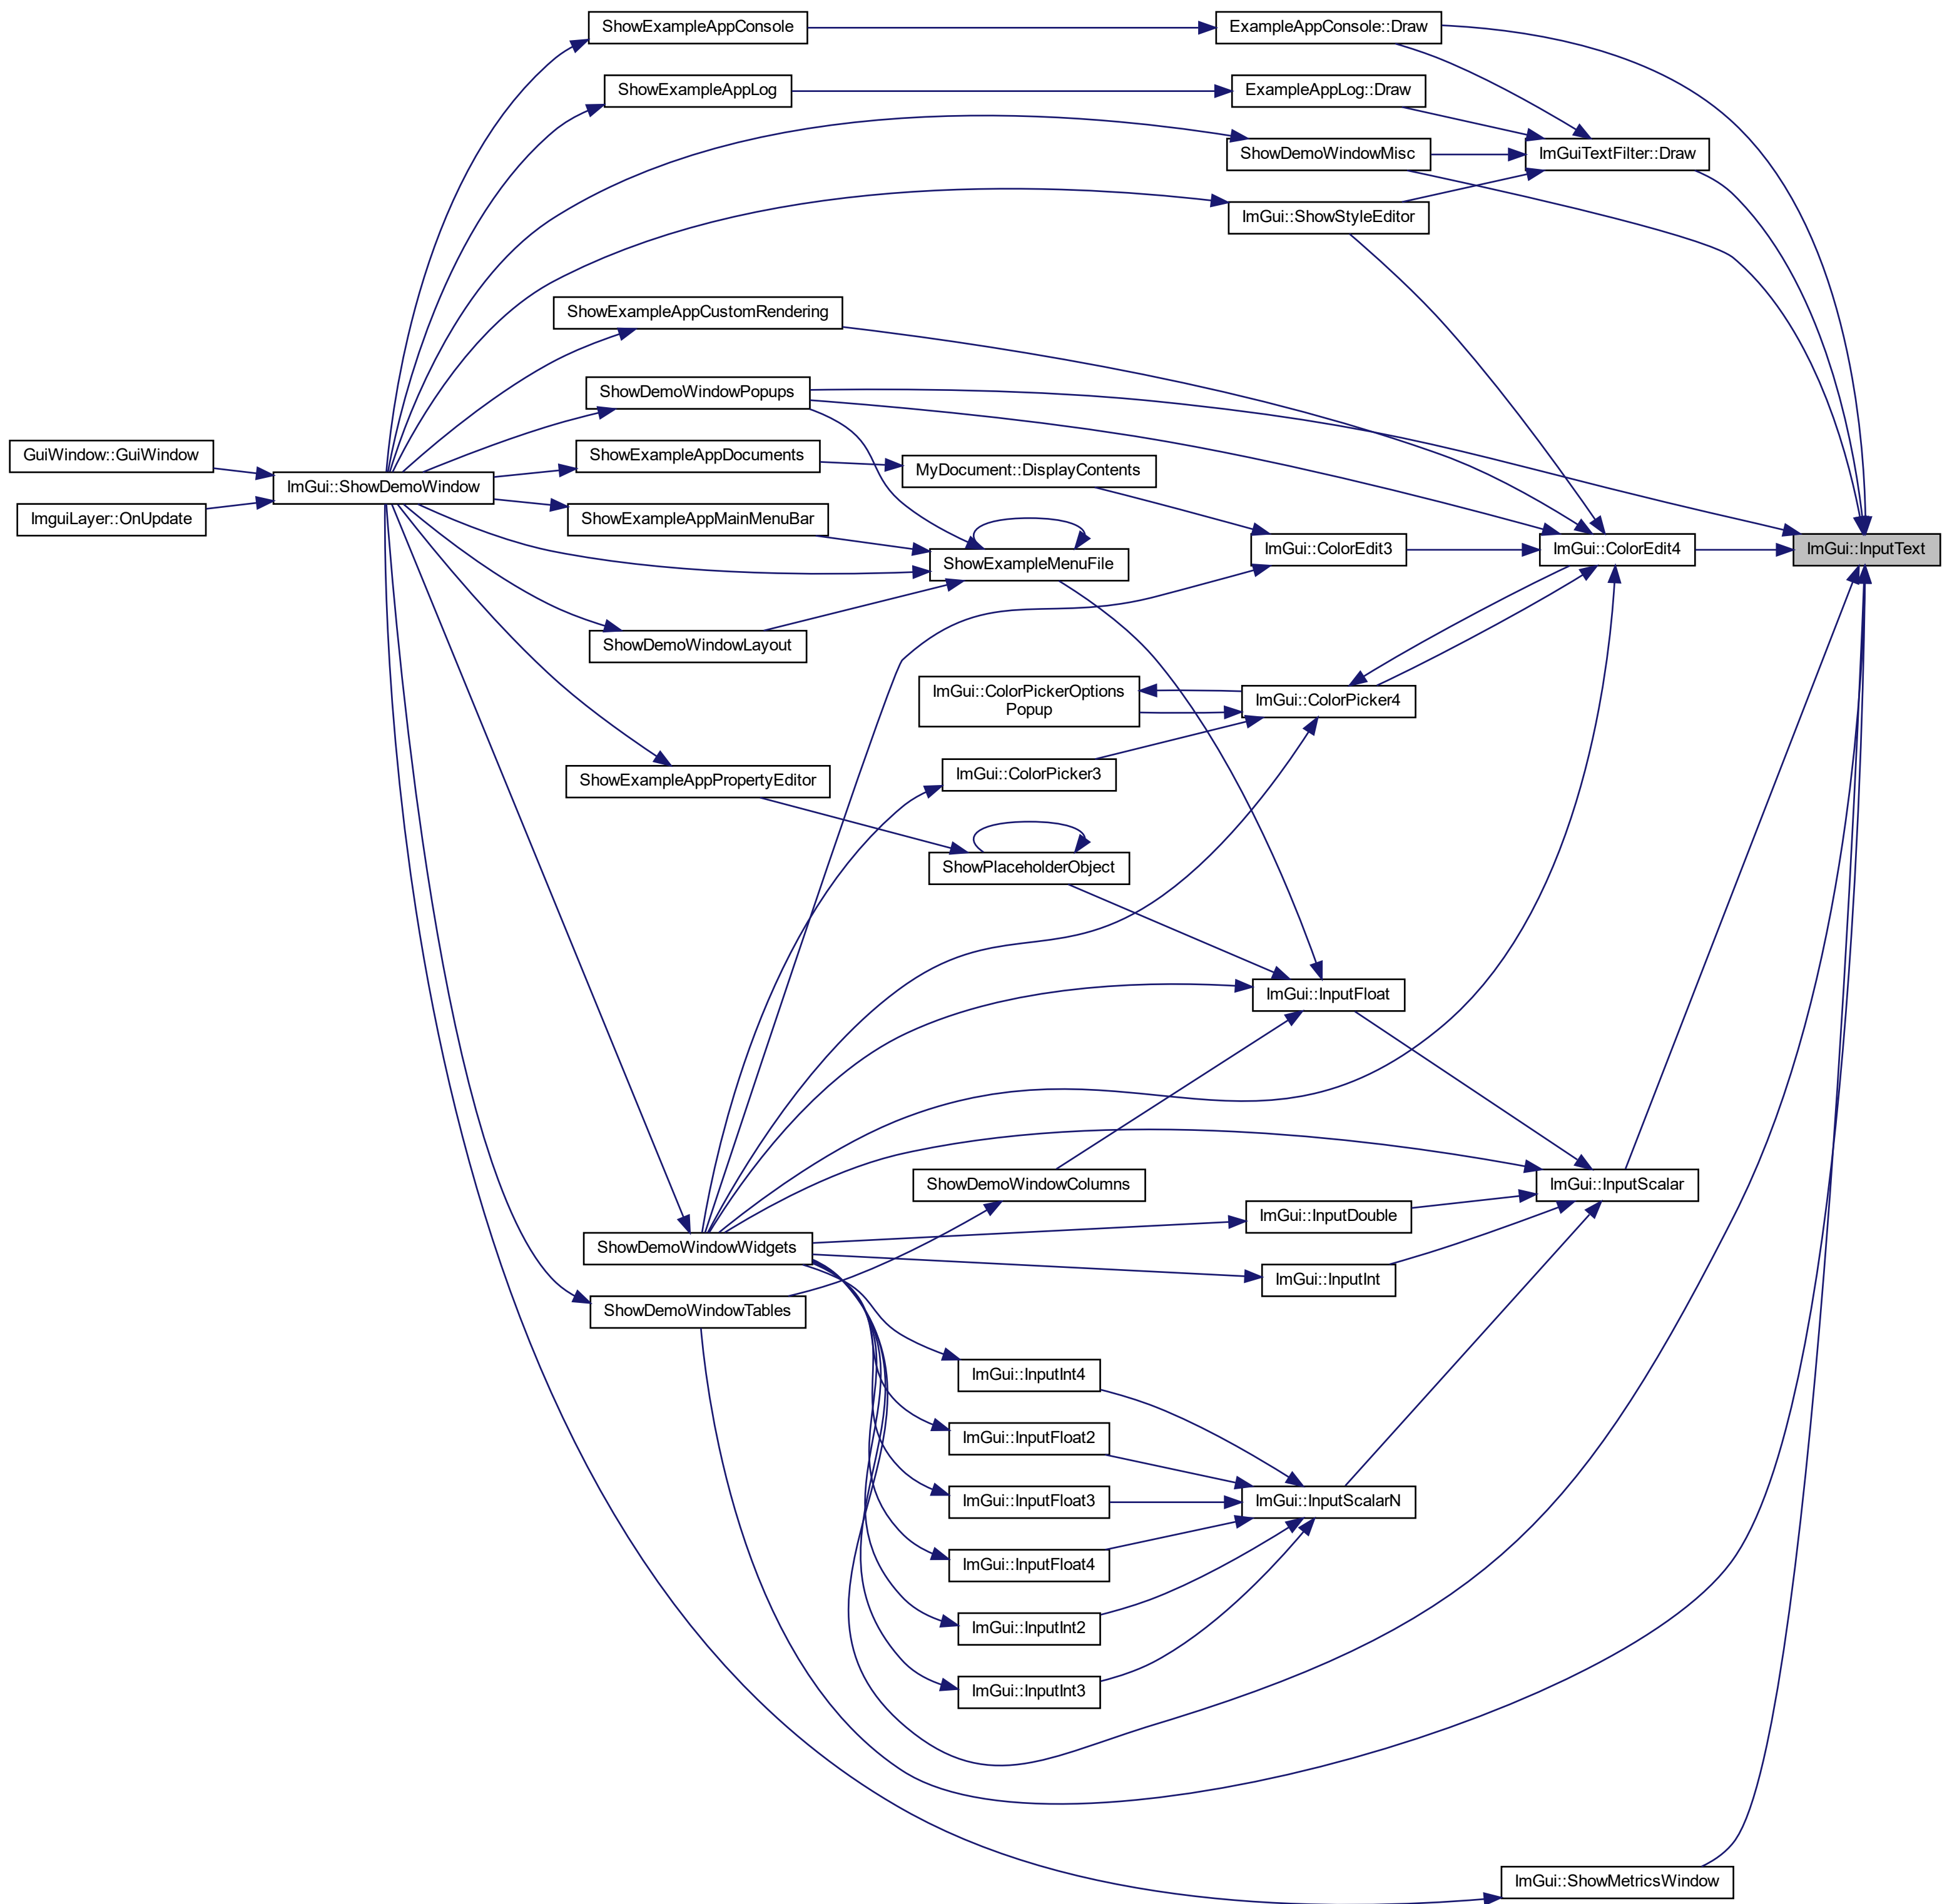 ShowExampleAppConsole
ExampleAppConsole::Draw
ShowExampleAppLog
ExampleAppLog::Draw
ShowDemoWindowMisc
ImGuiTextFilter::Draw
ImGui::ShowStyleEditor
ShowExampleAppCustomRendering
ShowDemoWindowPopups
GuiWindow::GuiWindow
ShowExampleAppDocuments
MyDocument::DisplayContents
ImGui::ShowDemoWindow
ImguiLayer::OnUpdate
ShowExampleAppMainMenuBar
ImGui::ColorEdit3
ImGui::ColorEdit4
ImGui::InputText
ShowExampleMenuFile
ShowDemoWindowLayout
ImGui::ColorPickerOptions
Popup
ImGui::ColorPicker4
ShowExampleAppPropertyEditor
ImGui::ColorPicker3
ShowPlaceholderObject
ImGui::InputFloat
ShowDemoWindowColumns
ImGui::InputScalar
ImGui::InputDouble
ShowDemoWindowWidgets
ImGui::InputInt
ShowDemoWindowTables
ImGui::InputInt4
ImGui::InputFloat2
ImGui::InputFloat3
ImGui::InputScalarN
ImGui::InputFloat4
ImGui::InputInt2
ImGui::InputInt3
ImGui::ShowMetricsWindow